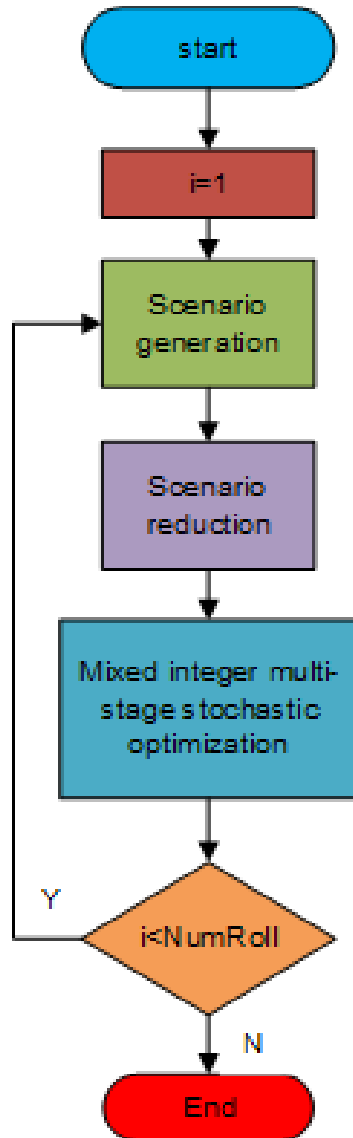 start
i=1
Scenario
generation
Scenario
reduction
Mixed integer multi-
stage stochastic
optimization
i<NumRoll
Y
N
End